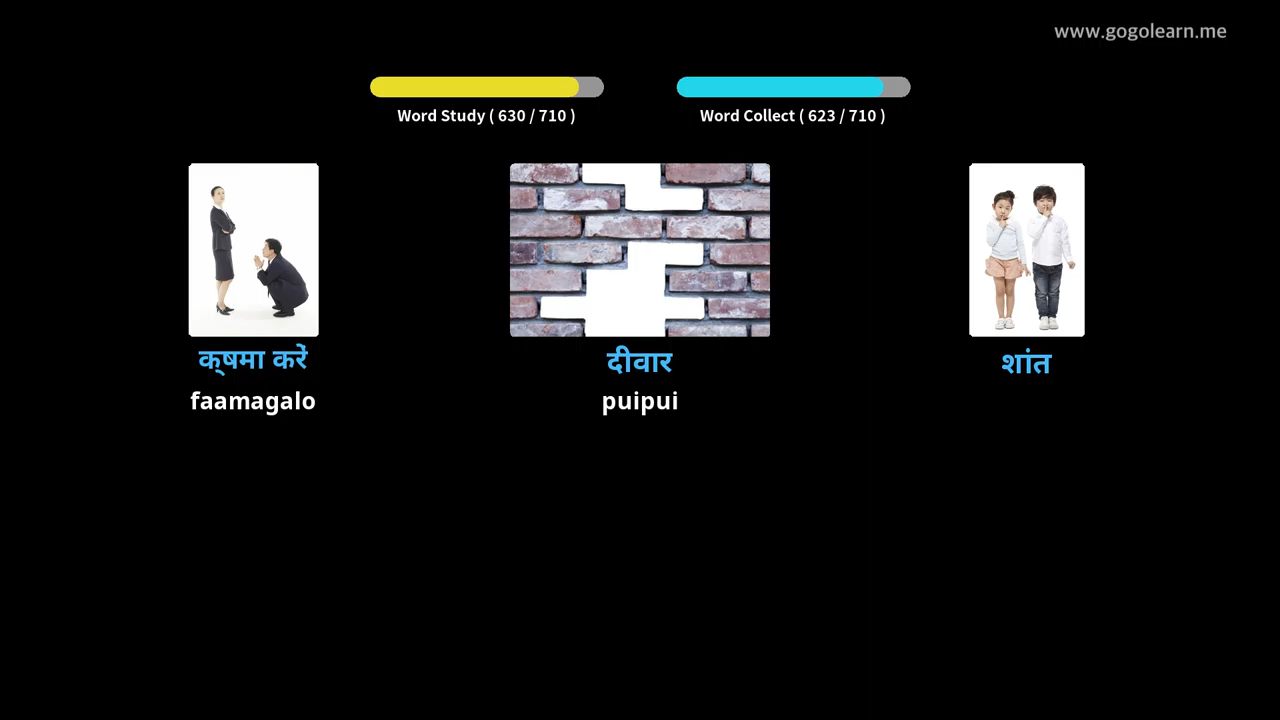 www.gogolearn.me
Word Study ( 630 / 710 )
Word Collect ( 623 / 710 )
क्षमा करें
faamagalo
दीवार
puipui
शांत